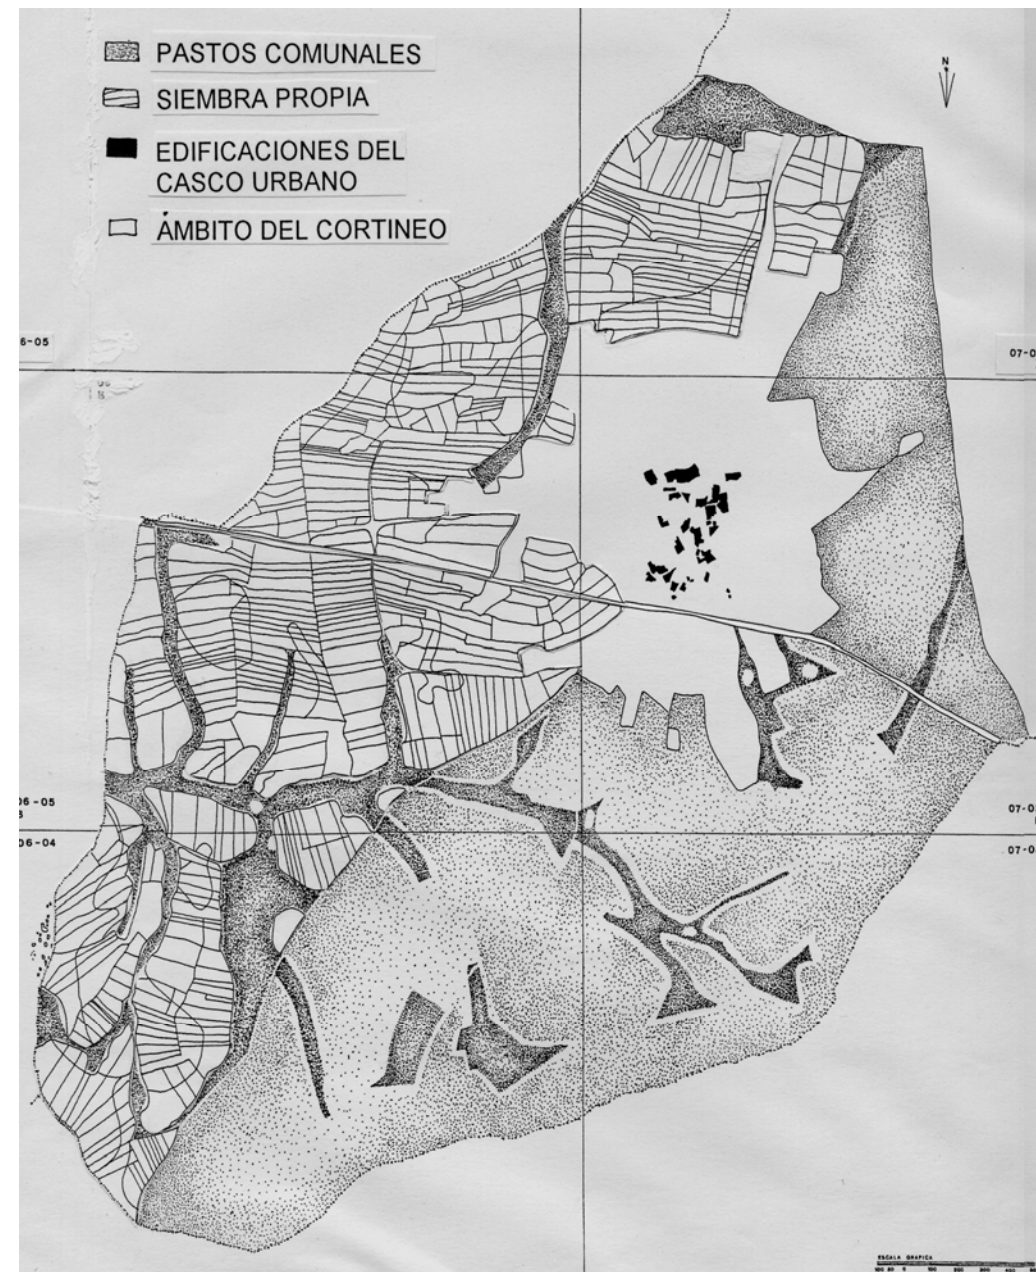 PASTOS COMUNALES
SIEMBRA PROPIA
EDIFICACIONES DEL
CASCO URBANO
ÁMBITO DEL CORTINEO
N
6-05
07-0
06-05
07-0
06-04
07-0
ESCALA GRAFICA